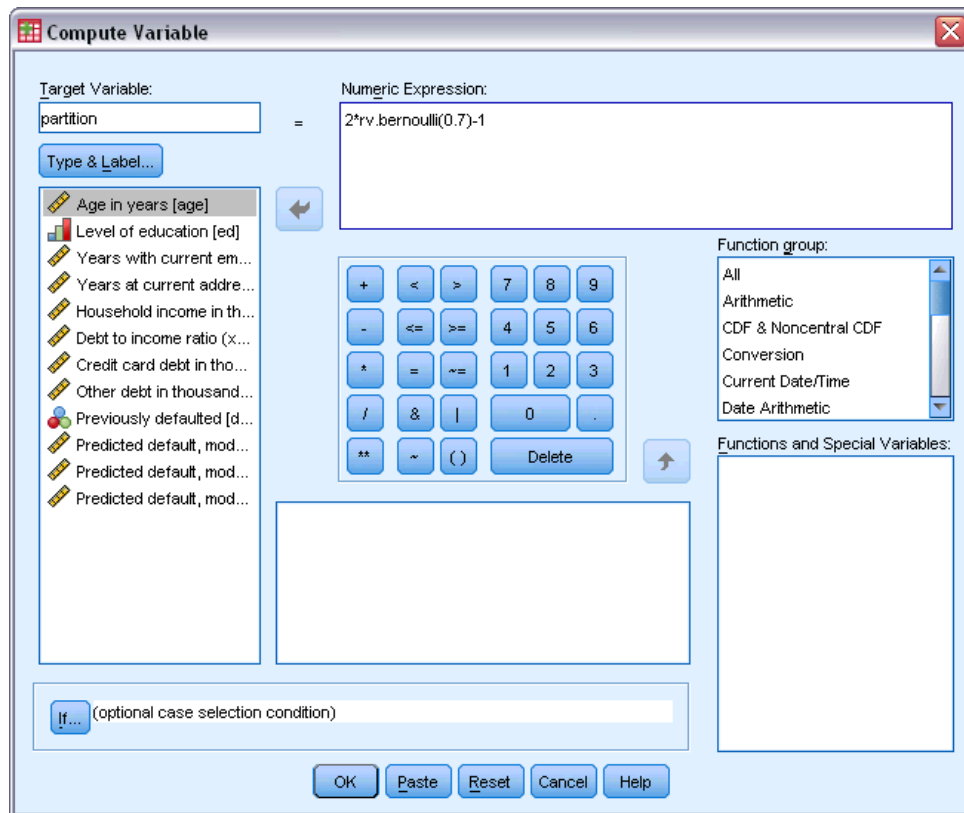 Compute Variable
Target Variable:
partition
=
Numeric Expression:
2*rv.bernoulli(0.7)-1
Type & Label...
Age in years [age]
Level of education [ed]
Years with current em...
Years at current addre...
Household income in th...
Debt to income ratio (x...
Credit card debt in tho...
Other debt in thousand...
Previously defaulted [d...
Predicted default, mod...
Predicted default, mod...
Predicted default, mod...
+ < > 7 8 9
- <= >= 4 5 6
* = ~= 1 2 3
/ & | 0 .
** ~ ( ) Delete
Function group:
All
Arithmetic
CDF & Noncentral CDF
Conversion
Current Date/Time
Date Arithmetic
Functions and Special Variables:
If... (optional case selection condition)
OK Paste Reset Cancel Help